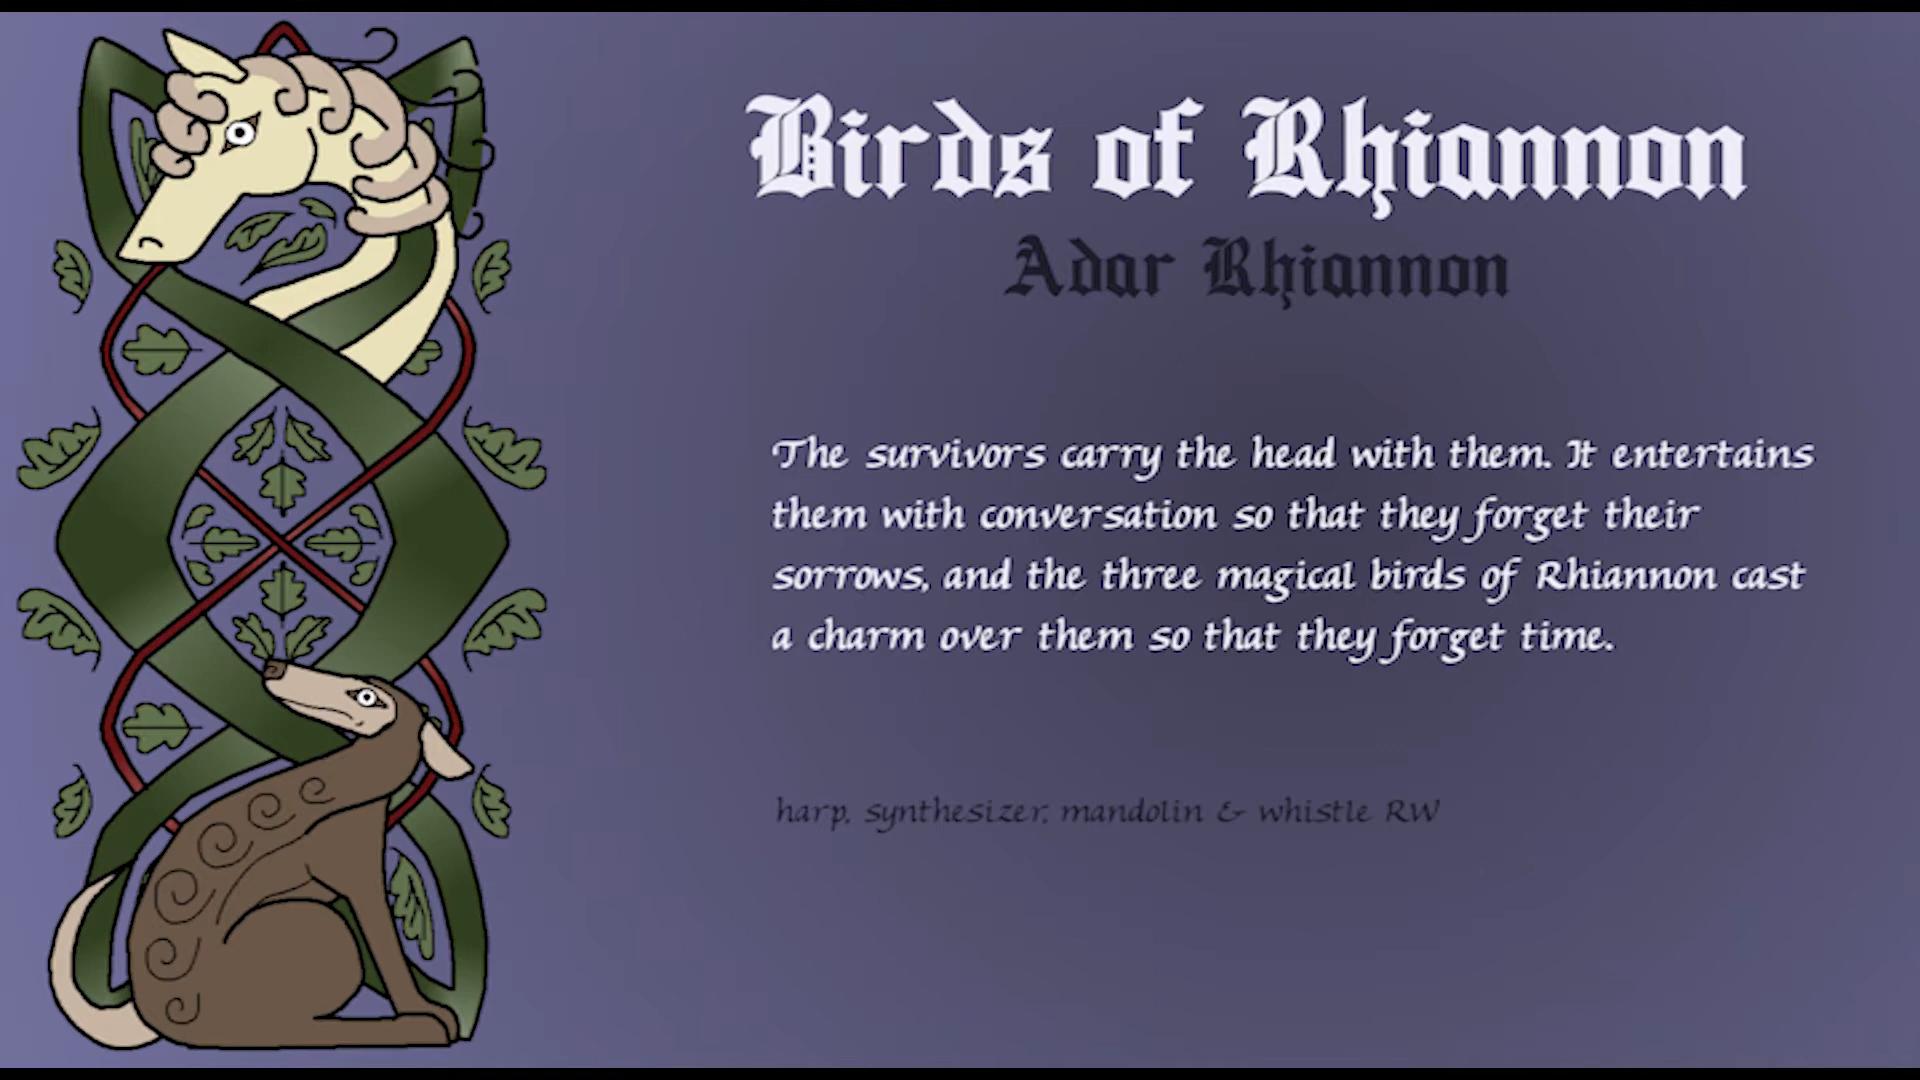 Birds of Rhiannon
Adar Rhiannon
The survivors carry the head with them. It entertains
them with conversation so that they forget their
sorrows, and the three magical birds of Rhiannon cast
a charm over them so that they forget time.
harp, synthesizer, mandolin & whistle RW